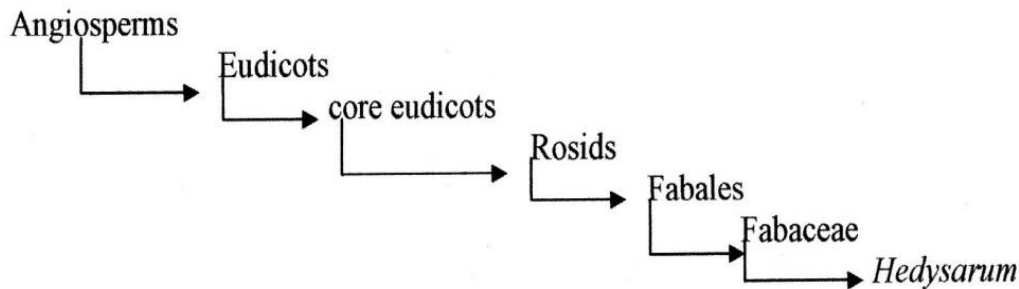 Angiosperms
Eudicots
core eudicots
Rosids
Fabales
Fabaceae
Hedysarum